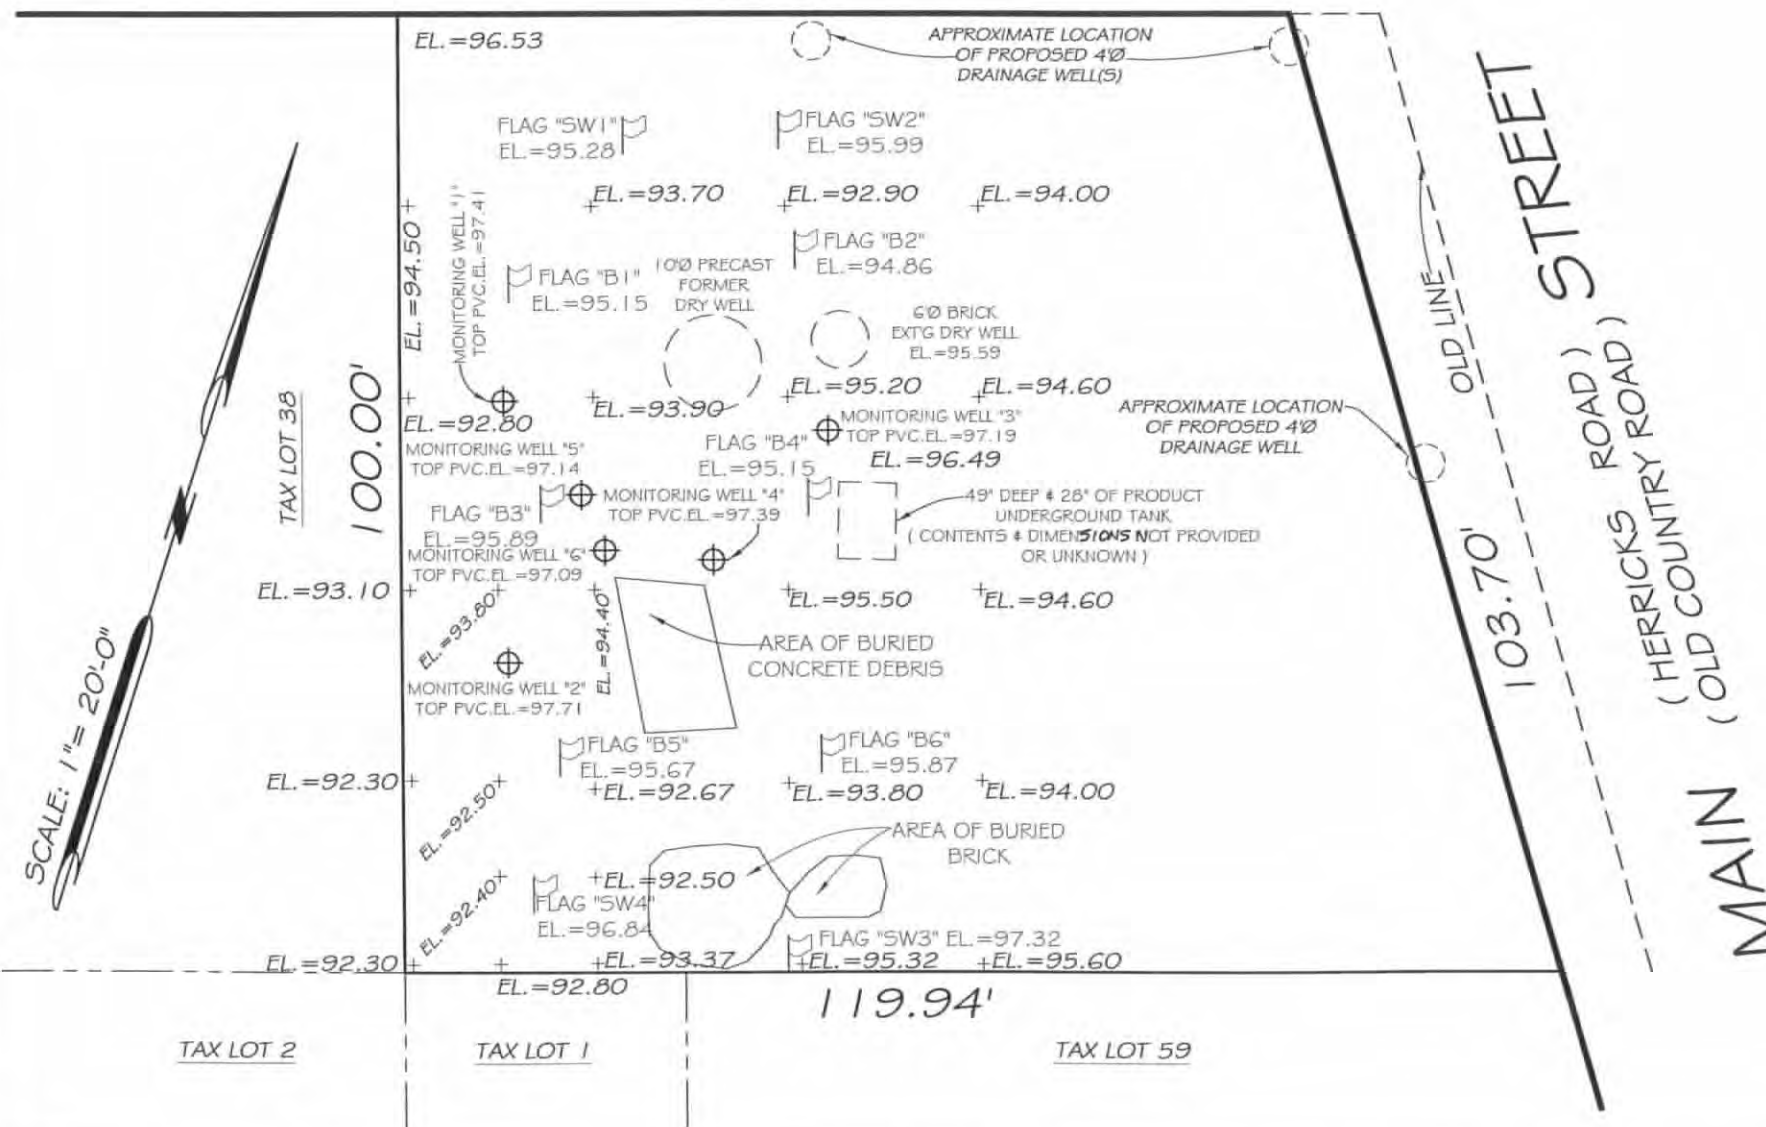 EL.=96.53
APPROXIMATE LOCATION
OF PROPOSED 4'Ø
DRAINAGE WELL(S)
FLAG "SW1"
EL.=95.28
FLAG "SW2"
EL.=95.99
EL.=93.70
EL.=92.90
EL.=94.00
EL.=94.50
MONITORING WELL "1"
TOP PVC.EL.=97.41
FLAG "B1"
EL.=95.15
10'Ø PRECAST
FORMER
DRY WELL
FLAG "B2"
EL.=94.86
6'Ø BRICK
EXT'G DRY WELL
EL.=95.59
EL.=92.80
EL.=93.90
EL.=95.20
EL.=94.60
MONITORING WELL "5"
TOP PVC.EL.=97.14
FLAG "B4"
EL.=95.15
MONITORING WELL "3"
TOP PVC.EL.=97.19
EL.=96.49
APPROXIMATE LOCATION
OF PROPOSED 4'Ø
DRAINAGE WELL
FLAG "B3"
EL.=95.89
MONITORING WELL "4"
TOP PVC.EL.=97.39
49" DEEP & 28" OF PRODUCT
UNDERGROUND TANK
( CONTENTS & DIMENSIONS NOT PROVIDED
OR UNKNOWN )
MONITORING WELL "6"
TOP PVC.EL.=97.09
EL.=93.10
EL.=93.80
EL.=94.40
EL.=95.50
EL.=94.60
AREA OF BURIED
CONCRETE DEBRIS
MONITORING WELL "2"
TOP PVC.EL.=97.71
FLAG "B5"
EL.=95.67
FLAG "B6"
EL.=95.87
EL.=92.30
EL.=92.50
EL.=92.67
EL.=93.80
EL.=94.00
AREA OF BURIED
BRICK
EL.=92.40
EL.=92.50
FLAG "SW4"
EL.=96.84
FLAG "SW3" EL.=97.32
EL.=92.30
EL.=93.37
EL.=95.32
EL.=95.60
EL.=92.80
119.94'
TAX LOT 2
TAX LOT 1
TAX LOT 59
TAX LOT 38
100.00'
SCALE: 1"= 20'-0"
OLD LINE
103.70'
MAIN STREET
(HERRICKS ROAD)
(OLD COUNTRY ROAD)